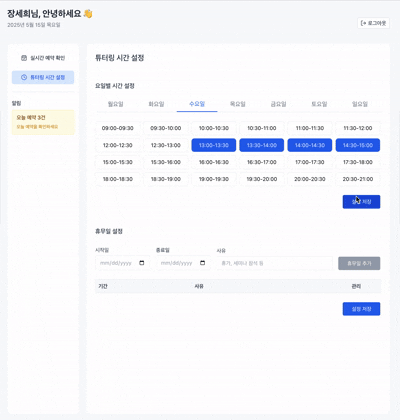 장세희님, 안녕하세요 👋
2025년 5월 15일 목요일
로그아웃
실시간 예약 확인
튜터링 시간 설정
알림
오늘 예약 3건
오늘 예약을 확인하세요
튜터링 시간 설정
요일별 시간 설정
월요일 화요일 수요일 목요일 금요일 토요일 일요일
09:00-09:30 09:30-10:00 10:00-10:30 10:30-11:00 11:00-11:30 11:30-12:00
12:00-12:30 12:30-13:00 13:00-13:30 13:30-14:00 14:00-14:30 14:30-15:00
15:00-15:30 15:30-16:00 16:00-16:30 16:30-17:00 17:00-17:30 17:30-18:00
18:00-18:30 18:30-19:00 19:00-19:30 19:30-20:00 20:00-20:30 20:30-21:00
저장
휴무일 설정
시작일 종료일 사유
mm/dd/yyyy mm/dd/yyyy 휴가, 세미나 참석 등 휴무일 추가
기간 사유 관리
설정 저장